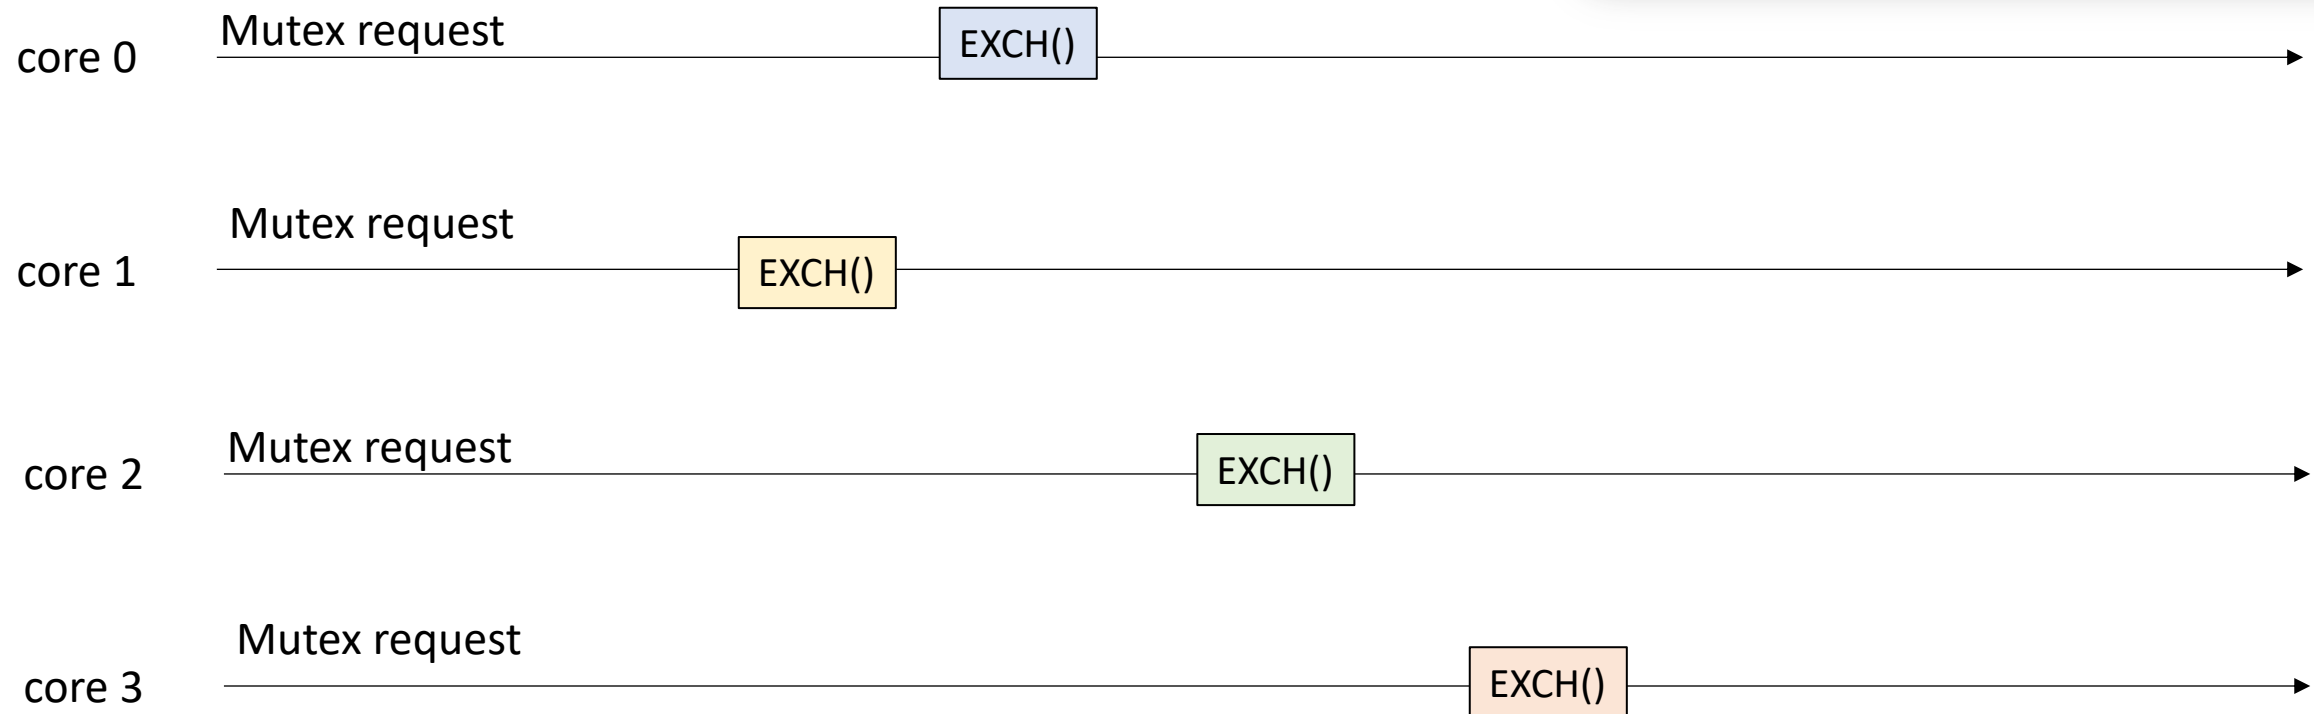 Mutex request
core 0
EXCH()
Mutex request
core 1
EXCH()
Mutex request
core 2
EXCH()
Mutex request
core 3
EXCH()